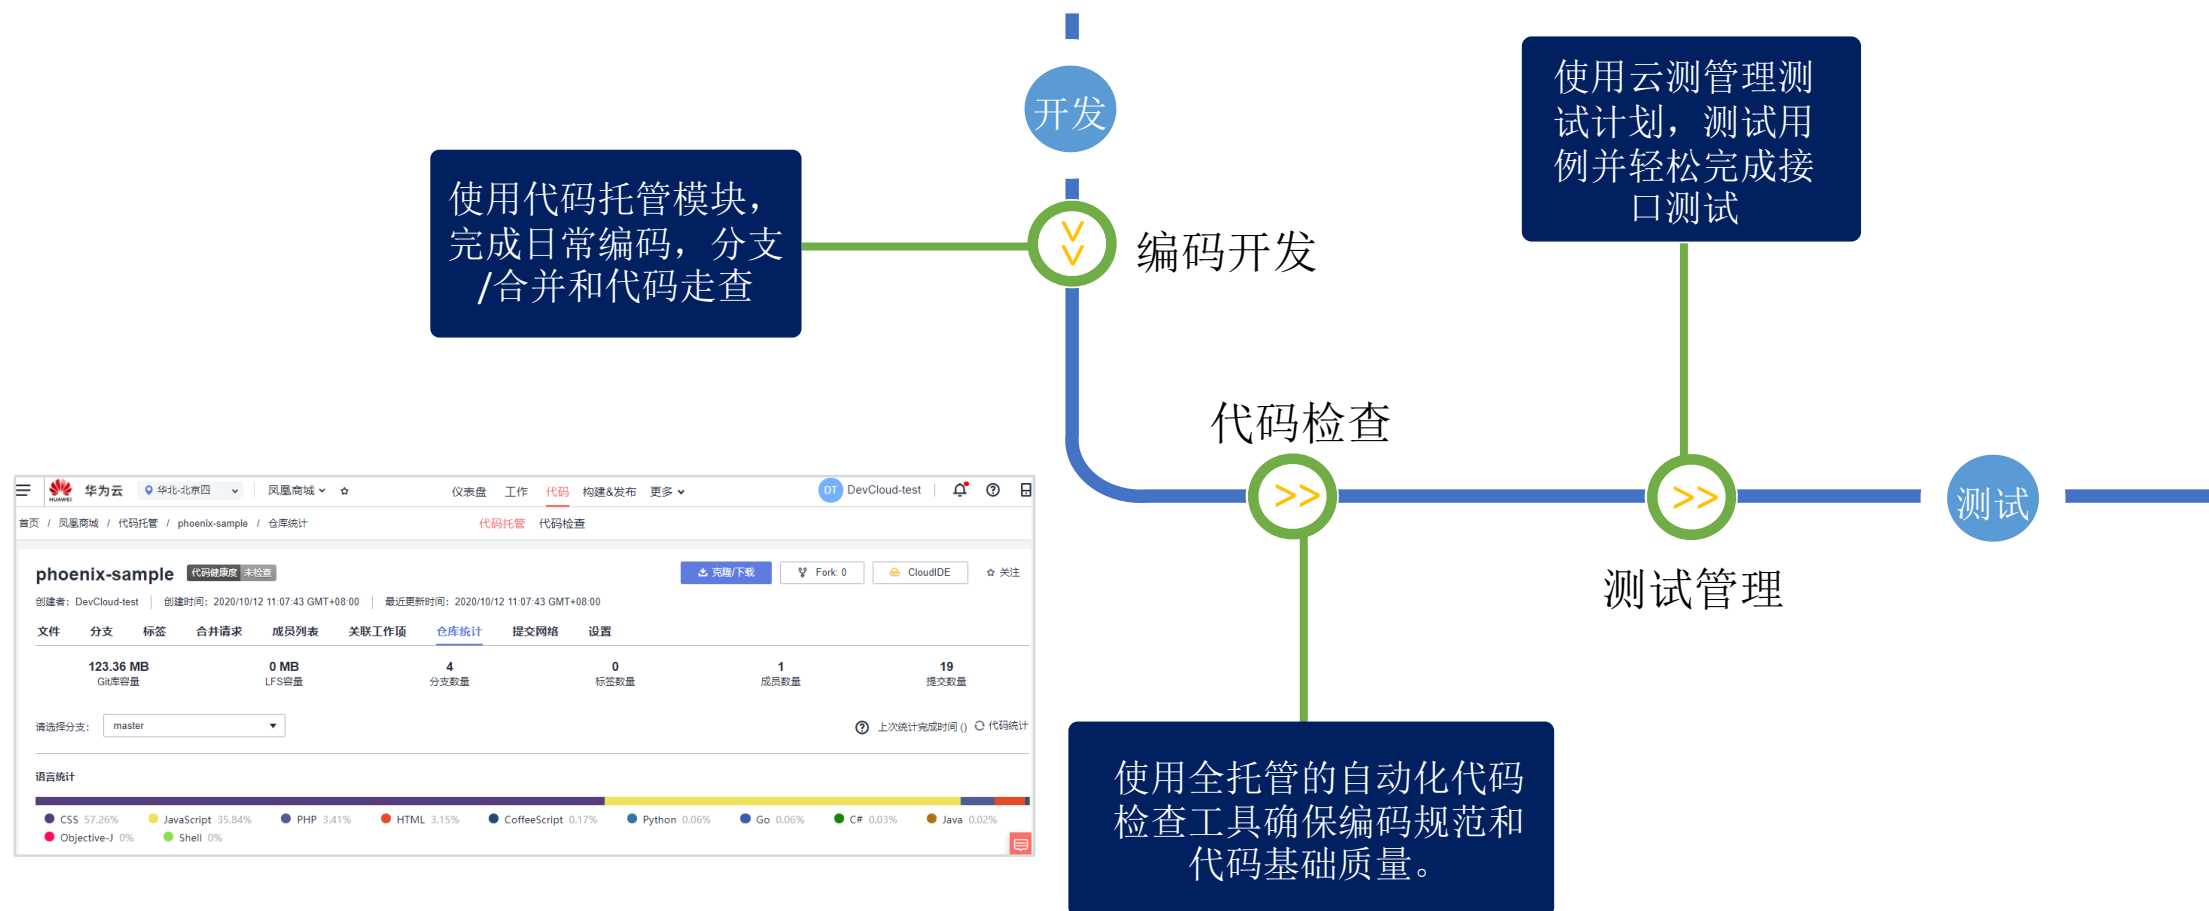 开发
使用云测管理测
试计划，测试用
例并轻松完成接
口测试
使用代码托管模块，
完成日常编码，分支
/合并和代码走查
编码开发
代码检查
测试
测试管理
使用全托管的自动化代码
检查工具确保编码规范和
代码基础质量。
HUAWEI 华为云 华北-北京四 凤凰商城 仪表盘 工作 代码 构建&发布 更多 DT DevCloud-test
首页 / 凤凰商城 / 代码托管 / phoenix-sample / 仓库统计 代码托管 代码检查
phoenix-sample 代码健康度 未检查 克隆/下载 Fork: 0 CloudIDE 关注
创建者: DevCloud-test 创建时间: 2020/10/12 11:07:43 GMT+08:00 最近更新时间: 2020/10/12 11:07:43 GMT+08:00
文件 分支 标签 合并请求 成员列表 关联工作项 仓库统计 提交网络 设置
123.36 MB 0 MB 4 0 1 19
Git库容量 LFS容量 分支数量 标签数量 成员数量 提交数量
请选择分支: master 上次统计完成时间 () 代码统计
语言统计
CSS 57.26% JavaScript 35.84% PHP 3.41% HTML 3.15% CoffeeScript 0.17% Python 0.06% Go 0.06% C# 0.03% Java 0.02%
Objective-J 0% Shell 0%